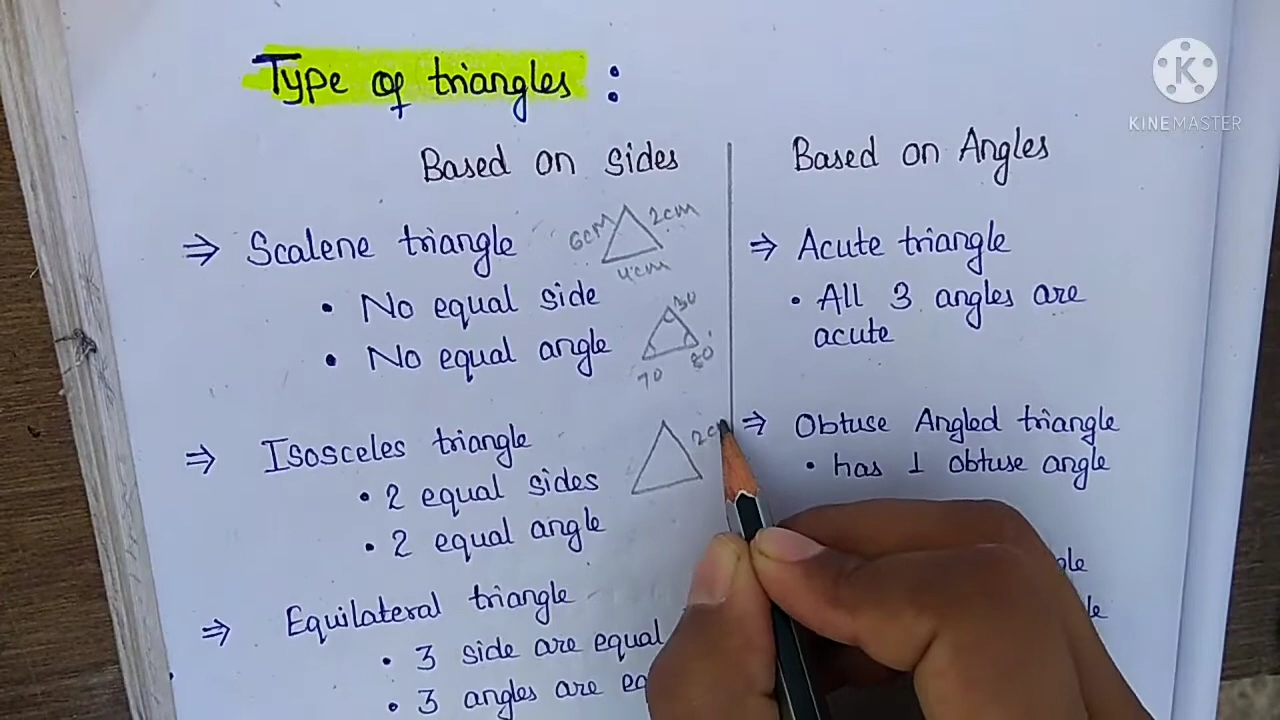 Type of triangles :
Based on sides
⇒ Scalene triangle
6cm
2cm
4cm
• No equal side
• No equal angle
30
70
80
⇒ Isosceles triangle
2c
• 2 equal sides
• 2 equal angle
⇒ Equilateral triangle
• 3 side are equal
• 3 angles are eq
Based on Angles
⇒ Acute triangle
• All 3 angles are
acute
⇒ Obtuse Angled triangle
• has 1 obtuse angle
K
KINEMASTER